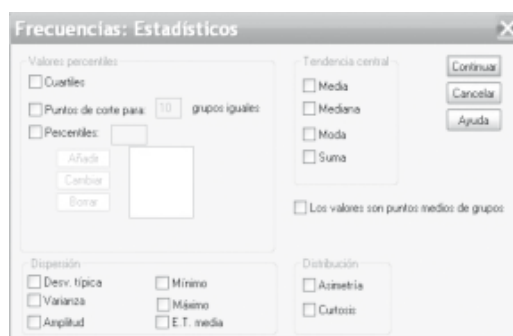 Frecuencias: Estadísticos
Valores percentiles
Cuartiles
Puntos de corte para: 10 grupos iguales
Percentiles:
Añadir
Cambiar
Borrar
Tendencia central
Media
Mediana
Moda
Suma
Continuar
Cancelar
Ayuda
Los valores son puntos medios de grupos
Dispersión
Desv. típica
Mínimo
Varianza
Máximo
Amplitud
E.T. media
Distribución
Asimetría
Curtosis